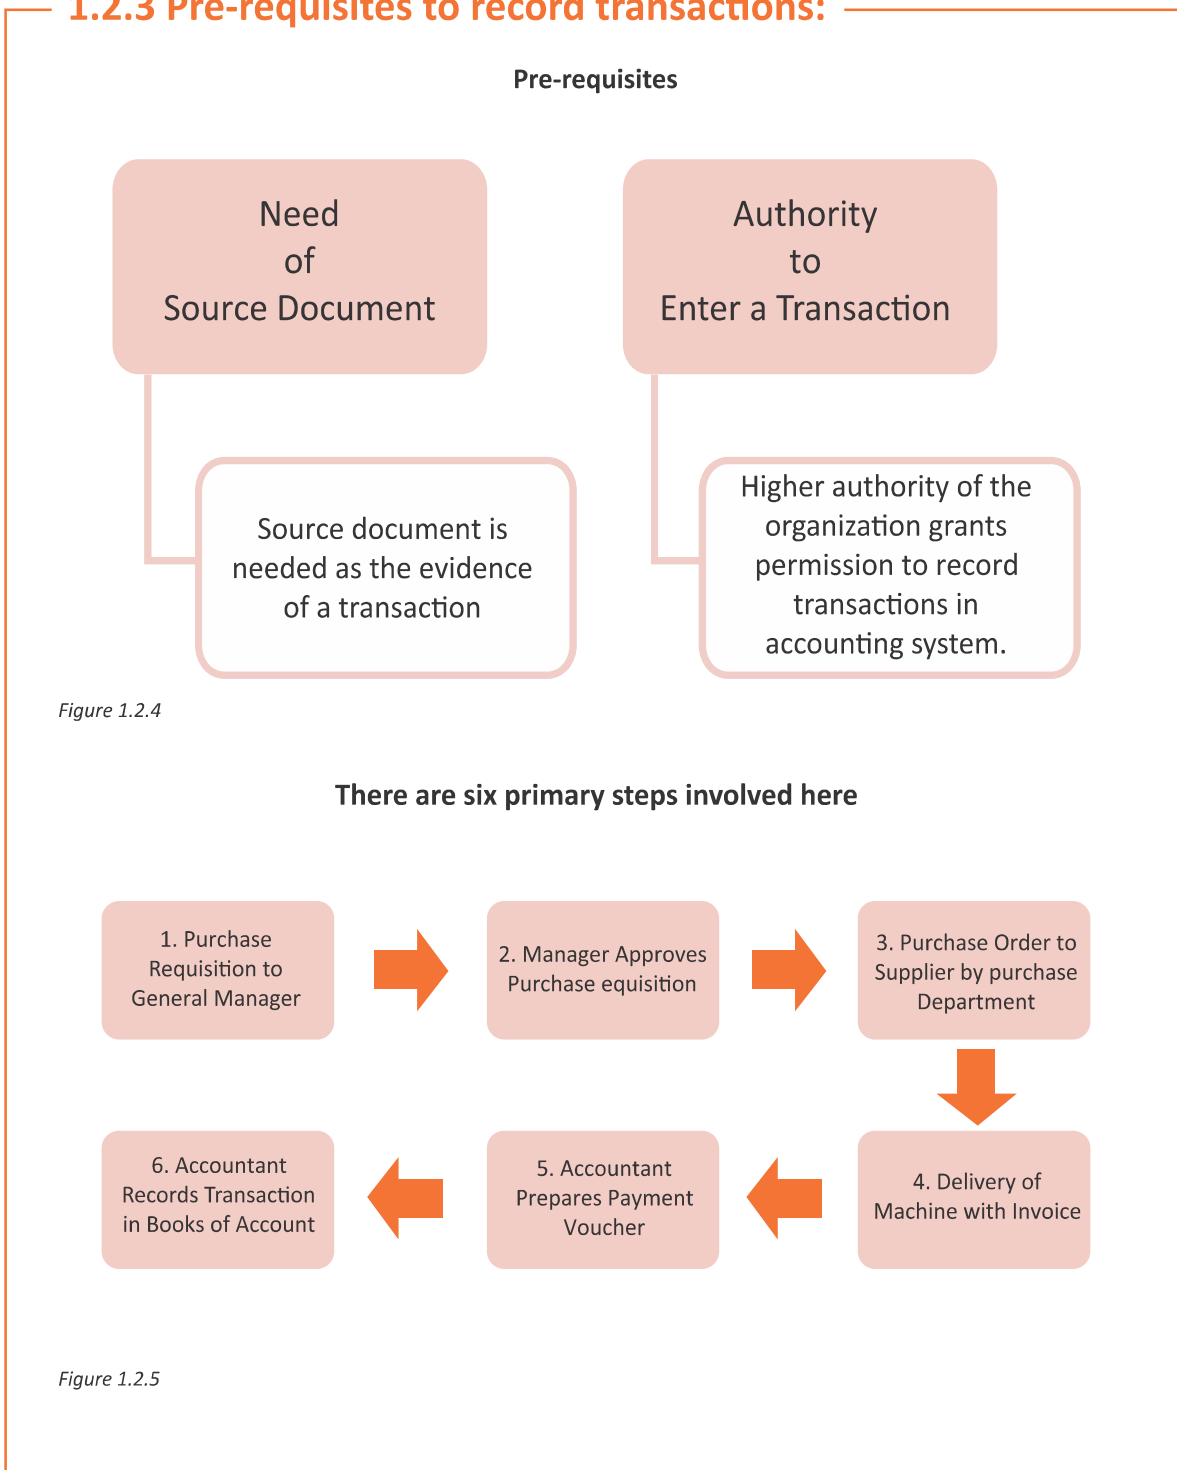 1.2.3 Pre-requisites to record transactions:
Pre-requisites
Need
of
Source Document
Authority
to
Enter a Transaction
Source document is
needed as the evidence
of a transaction
Higher authority of the
organization grants
permission to record
transactions in
accounting system.
Figure 1.2.4
There are six primary steps involved here
1. Purchase
Requisition to
General Manager
2. Manager Approves
Purchase equisition
3. Purchase Order to
Supplier by purchase
Department
4. Delivery of
Machine with Invoice
5. Accountant
Prepares Payment
Voucher
6. Accountant
Records Transaction
in Books of Account
Figure 1.2.5